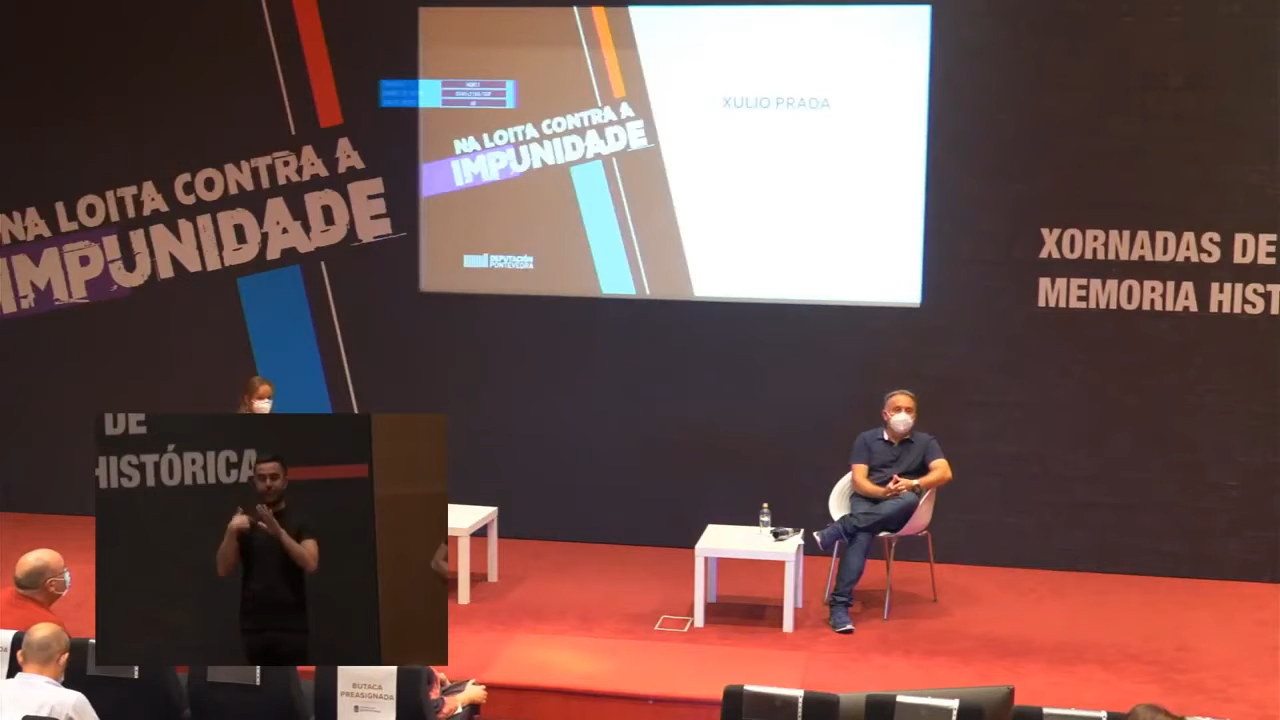 NA LOITA CONTRA A
IMPUNIDADE
NA LOITA CONTRA A
IMPUNIDADE
DEPUTACIÓN
PONTEVEDRA
XULIO PRADA
XORNADAS DE
MEMORIA HIST
DE
HISTÓRICA
BUTACA
PREASIGNADA